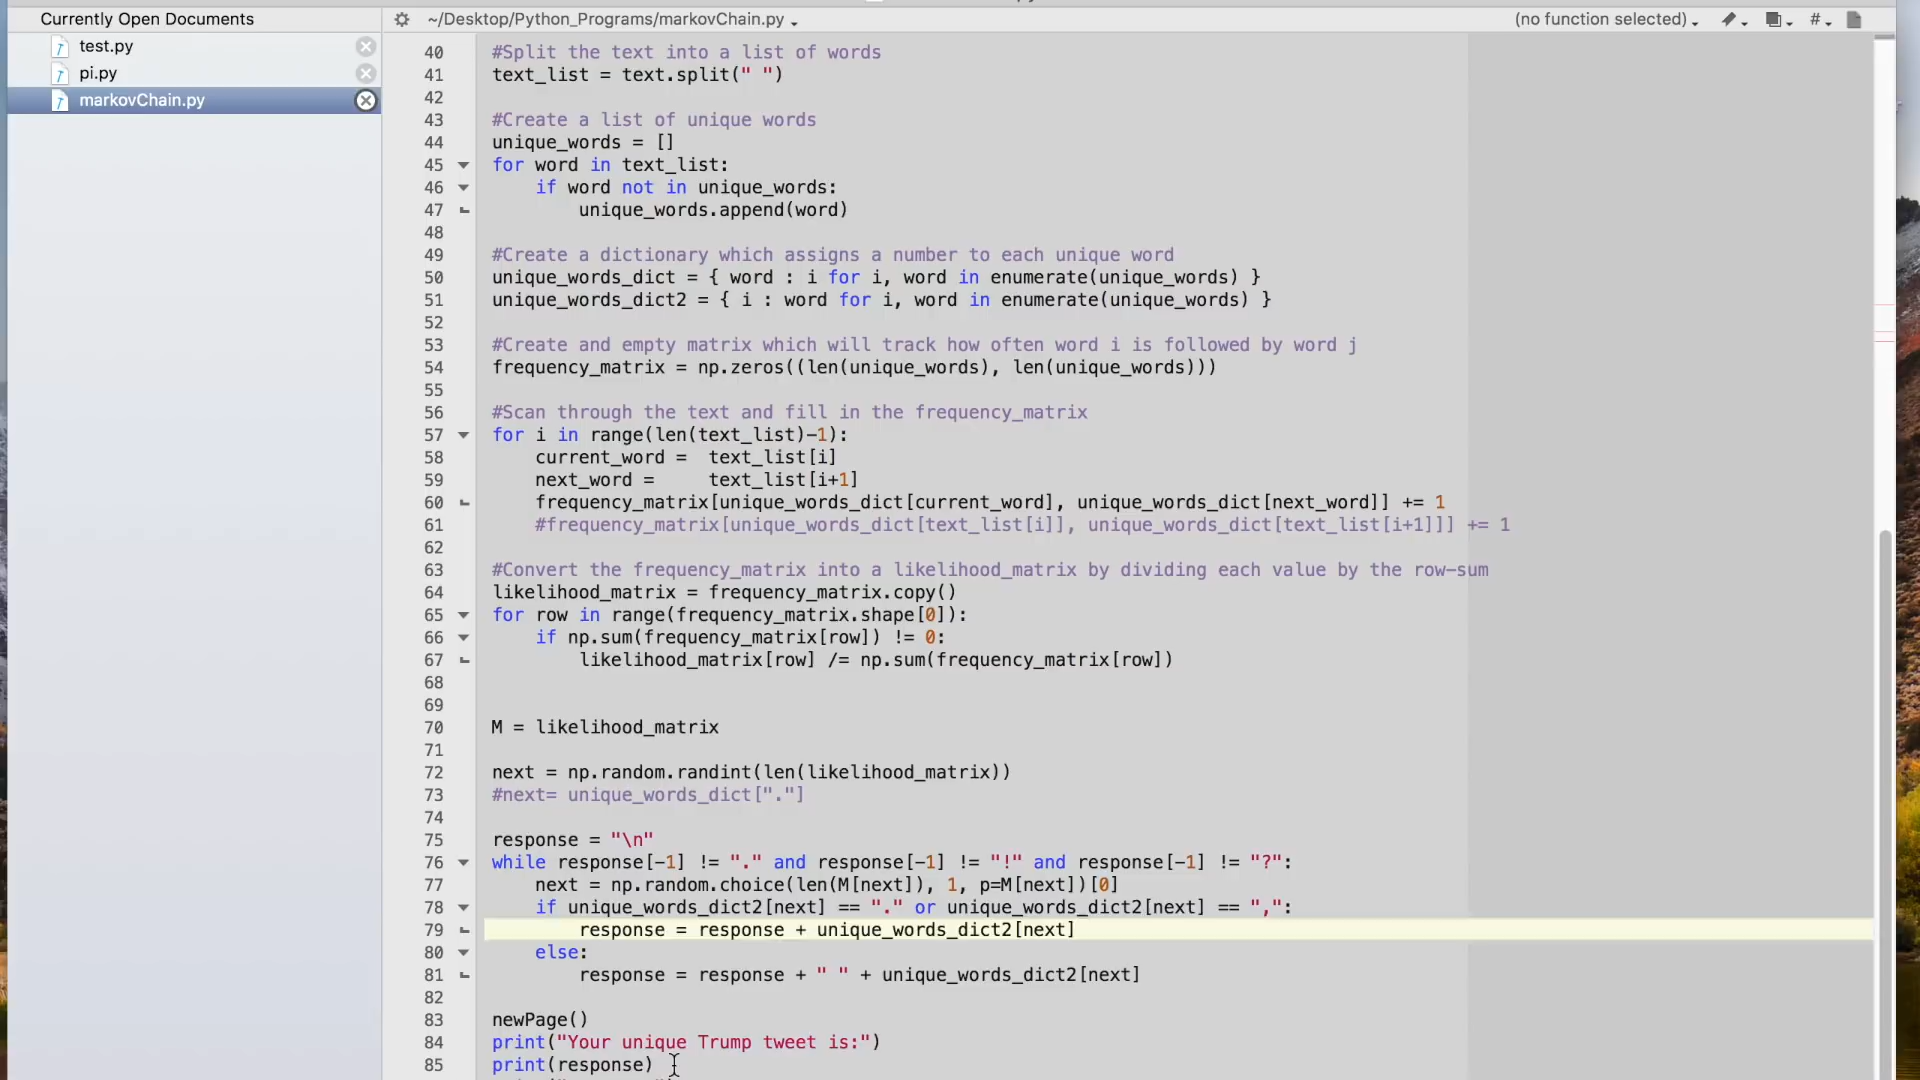 Currently Open Documents
~/Desktop/Python_Programs/markovChain.py
(no function selected)
#
test.py
pi.py
markovChain.py
40 #Split the text into a list of words
41 text_list = text.split(" ")
42
43 #Create a list of unique words
44 unique_words = []
45 for word in text_list:
46     if word not in unique_words:
47         unique_words.append(word)
48
49 #Create a dictionary which assigns a number to each unique word
50 unique_words_dict = { word : i for i, word in enumerate(unique_words) }
51 unique_words_dict2 = { i : word for i, word in enumerate(unique_words) }
52
53 #Create and empty matrix which will track how often word i is followed by word j
54 frequency_matrix = np.zeros((len(unique_words), len(unique_words)))
55
56 #Scan through the text and fill in the frequency_matrix
57 for i in range(len(text_list)-1):
58     current_word =  text_list[i]
59     next_word =     text_list[i+1]
60     frequency_matrix[unique_words_dict[current_word], unique_words_dict[next_word]] += 1
61     #frequency_matrix[unique_words_dict[text_list[i]], unique_words_dict[text_list[i+1]]] += 1
62
63 #Convert the frequency_matrix into a likelihood_matrix by dividing each value by the row-sum
64 likelihood_matrix = frequency_matrix.copy()
65 for row in range(frequency_matrix.shape[0]):
66     if np.sum(frequency_matrix[row]) != 0:
67         likelihood_matrix[row] /= np.sum(frequency_matrix[row])
68
69
70 M = likelihood_matrix
71
72 next = np.random.randint(len(likelihood_matrix))
73 #next= unique_words_dict["."]
74
75 response = "\n"
76 while response[-1] != "." and response[-1] != "!" and response[-1] != "?":
77     next = np.random.choice(len(M[next]), 1, p=M[next])[0]
78     if unique_words_dict2[next] == "." or unique_words_dict2[next] == ",":
79         response = response + unique_words_dict2[next]
80     else:
81         response = response + " " + unique_words_dict2[next]
82
83 newPage()
84 print("Your unique Trump tweet is:")
85 print(response)